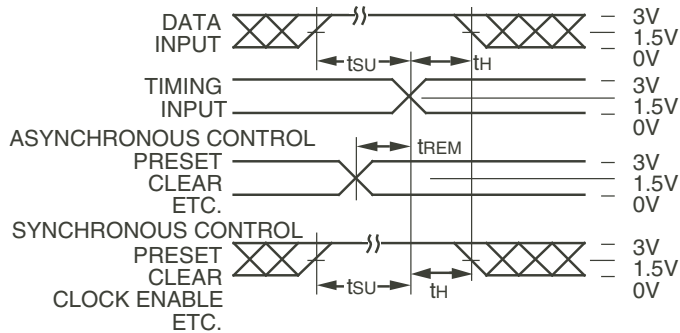 DATA
INPUT
3V
1.5V
0V
tSU
tH
TIMING
INPUT
3V
1.5V
0V
ASYNCHRONOUS CONTROL
tREM
PRESET
CLEAR
ETC.
3V
1.5V
0V
SYNCHRONOUS CONTROL
PRESET
CLEAR
CLOCK ENABLE
ETC.
3V
1.5V
0V
tSU
tH